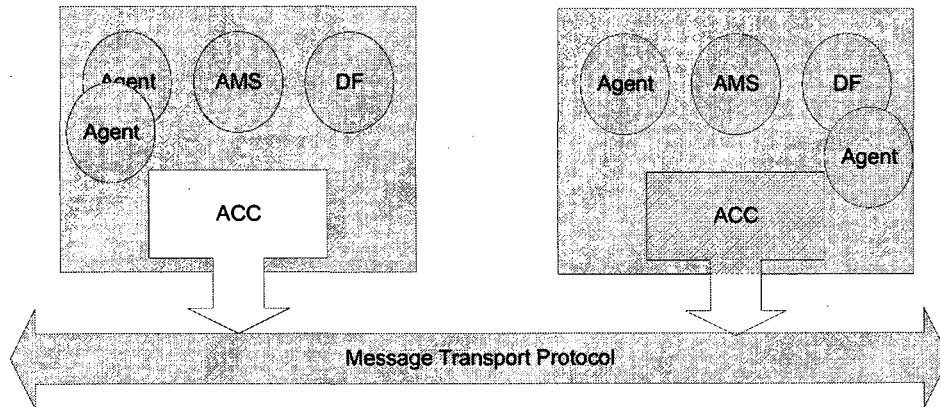 Agent AMS DF
Agent
ACC
Agent AMS DF
Agent
ACC
Message Transport Protocol